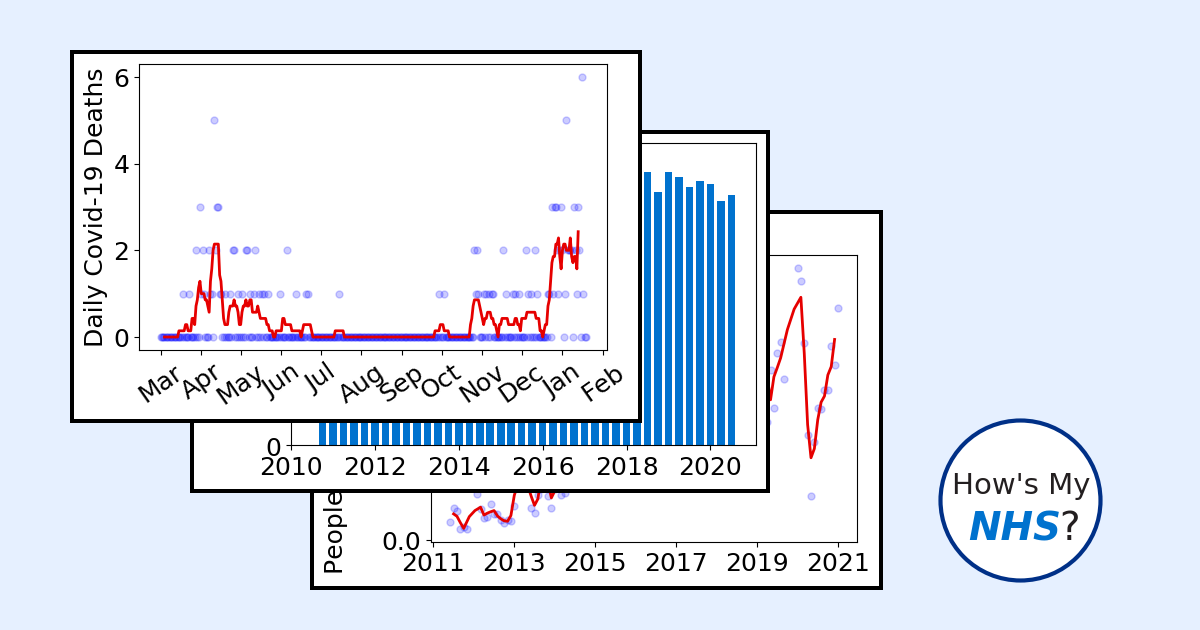 Daily Covid-19 Deaths
6
4
2
0
Mar Apr May Jun Jul Aug Sep Oct Nov Dec Jan Feb
0
2010 2012 2014 2016 2018 2020
People
0.0
2011 2013 2015 2017 2019 2021
How's My
NHS?